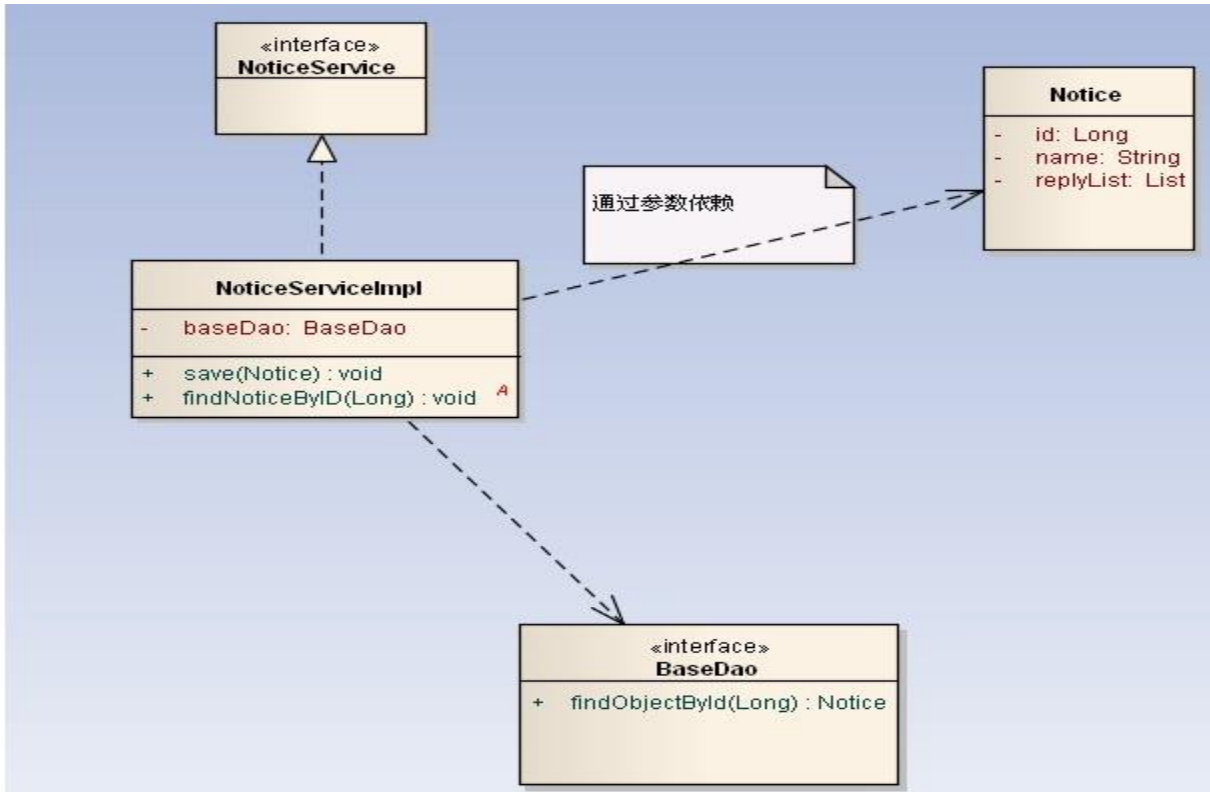 «interface»
NoticeService
Notice
- id: Long
- name: String
- replyList: List
通过参数依赖
NoticeServiceImpl
- baseDao: BaseDao
+ save(Notice) : void
+ findNoticeByID(Long) : void A
«interface»
BaseDao
+ findObjectById(Long) : Notice